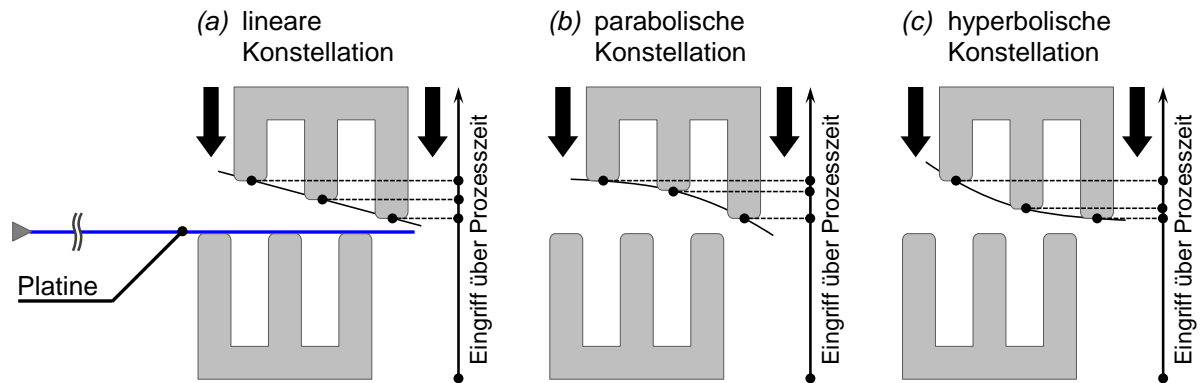 (a) lineare
Konstellation
(b) parabolische
Konstellation
(c) hyperbolische
Konstellation
Eingriff über Prozesszeit
Eingriff über Prozesszeit
Eingriff über Prozesszeit
Platine